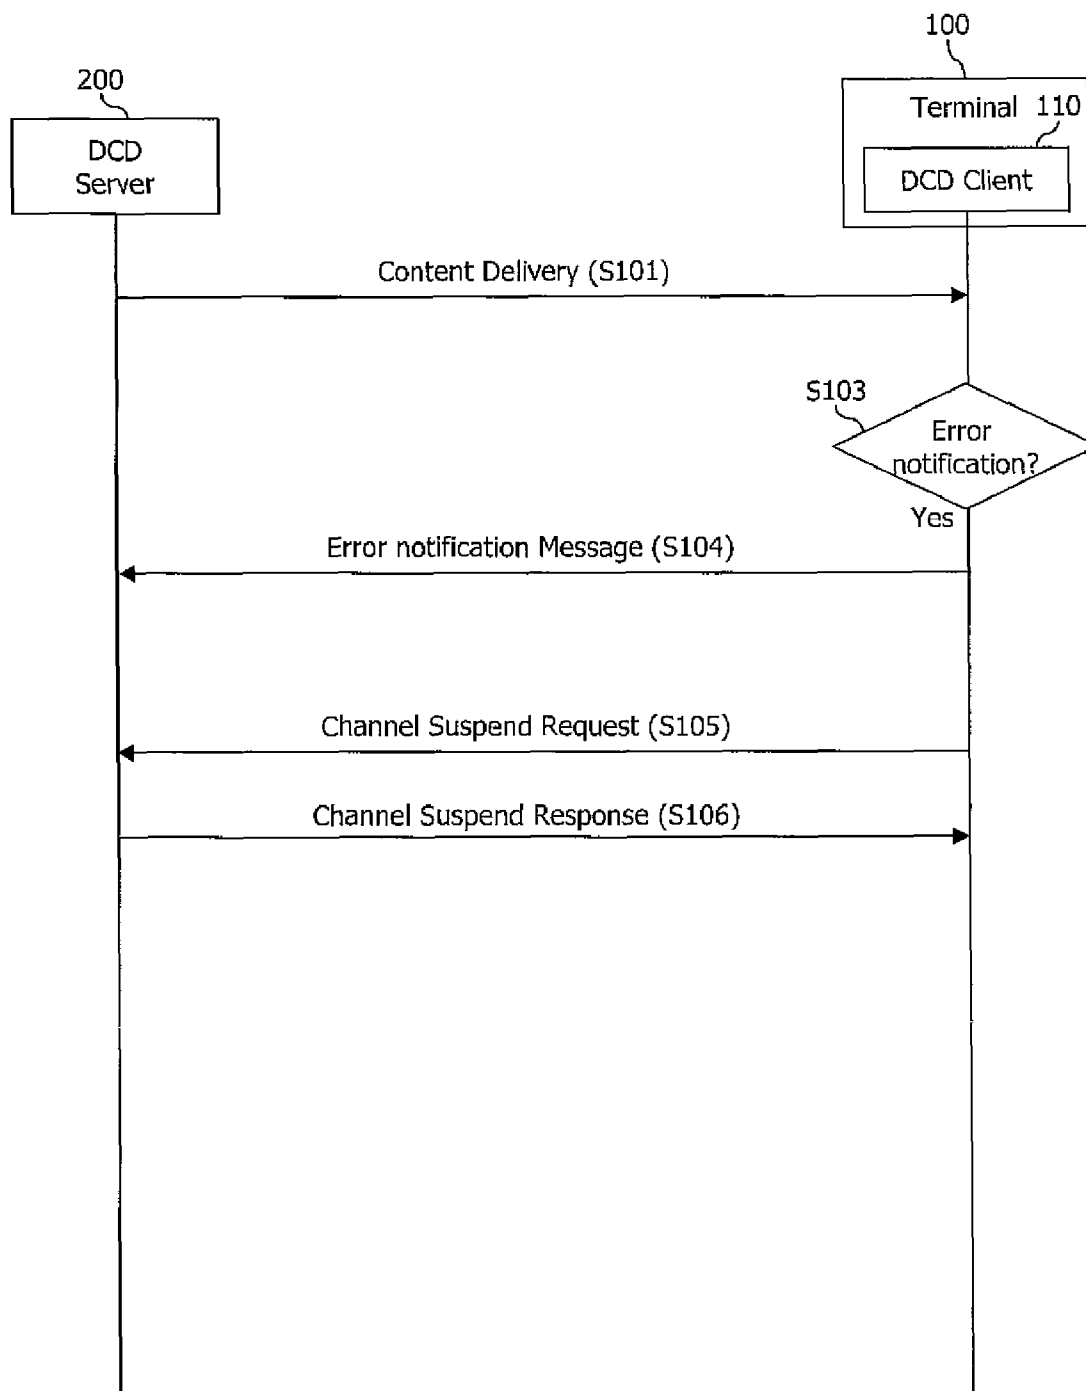 100
200
Terminal 110
DCD
Server
DCD Client
Content Delivery (S101)
S103
Error
notification?
Yes
Error notification Message (S104)
Channel Suspend Request (S105)
Channel Suspend Response (S106)